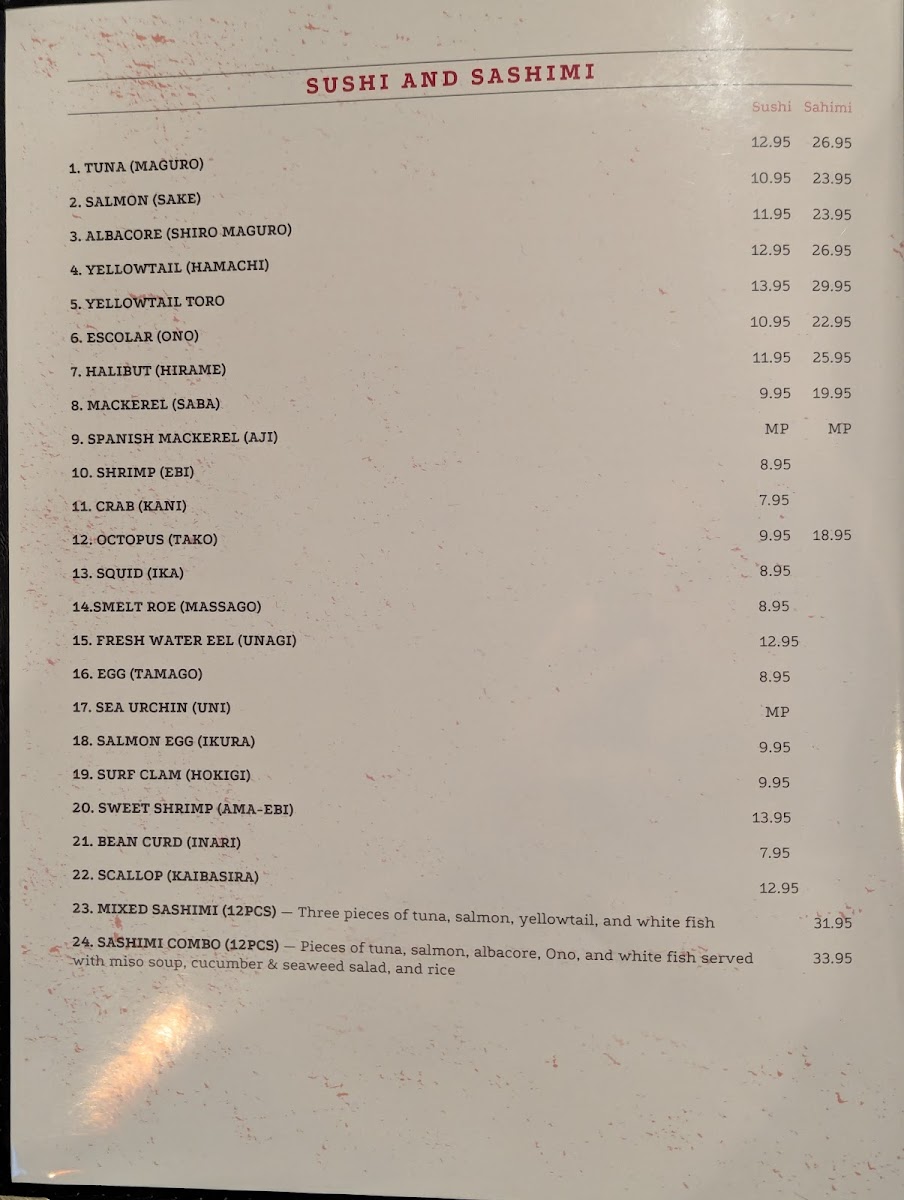 SUSHI AND SASHIMI
Sushi Sahimi
1. TUNA (MAGURO) 12.95 26.95
2. SALMON (SAKE) 10.95 23.95
3. ALBACORE (SHIRO MAGURO) 11.95 23.95
4. YELLOWTAIL (HAMACHI) 12.95 26.95
5. YELLOWTAIL TORO 13.95 29.95
6. ESCOLAR (ONO) 10.95 22.95
7. HALIBUT (HIRAME) 11.95 25.95
8. MACKEREL (SABA) 9.95 19.95
9. SPANISH MACKEREL (AJI) MP MP
10. SHRIMP (EBI) 8.95
11. CRAB (KANI) 7.95
12. OCTOPUS (TAKO) 9.95 18.95
13. SQUID (IKA) 8.95
14.SMELT ROE (MASSAGO) 8.95
15. FRESH WATER EEL (UNAGI) 12.95
16. EGG (TAMAGO) 8.95
17. SEA URCHIN (UNI) MP
18. SALMON EGG (IKURA) 9.95
19. SURF CLAM (HOKIGI) 9.95
20. SWEET SHRIMP (AMA-EBI) 13.95
21. BEAN CURD (INARI) 7.95
22. SCALLOP (KAIBASIRA) 12.95
23. MIXED SASHIMI (12PCS) — Three pieces of tuna, salmon, yellowtail, and white fish 31.95
24. SASHIMI COMBO (12PCS) — Pieces of tuna, salmon, albacore, Ono, and white fish served 33.95
with miso soup, cucumber & seaweed salad, and rice